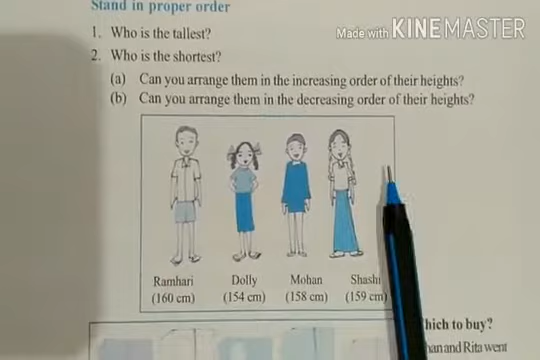 Stand in proper order
Made with KINEMASTER
1. Who is the tallest?
2. Who is the shortest?
(a) Can you arrange them in the increasing order of their heights?
(b) Can you arrange them in the decreasing order of their heights?
Ramhari Dolly Mohan Shashi
(160 cm) (154 cm) (158 cm) (159 cm)
to buy?
and Rita went